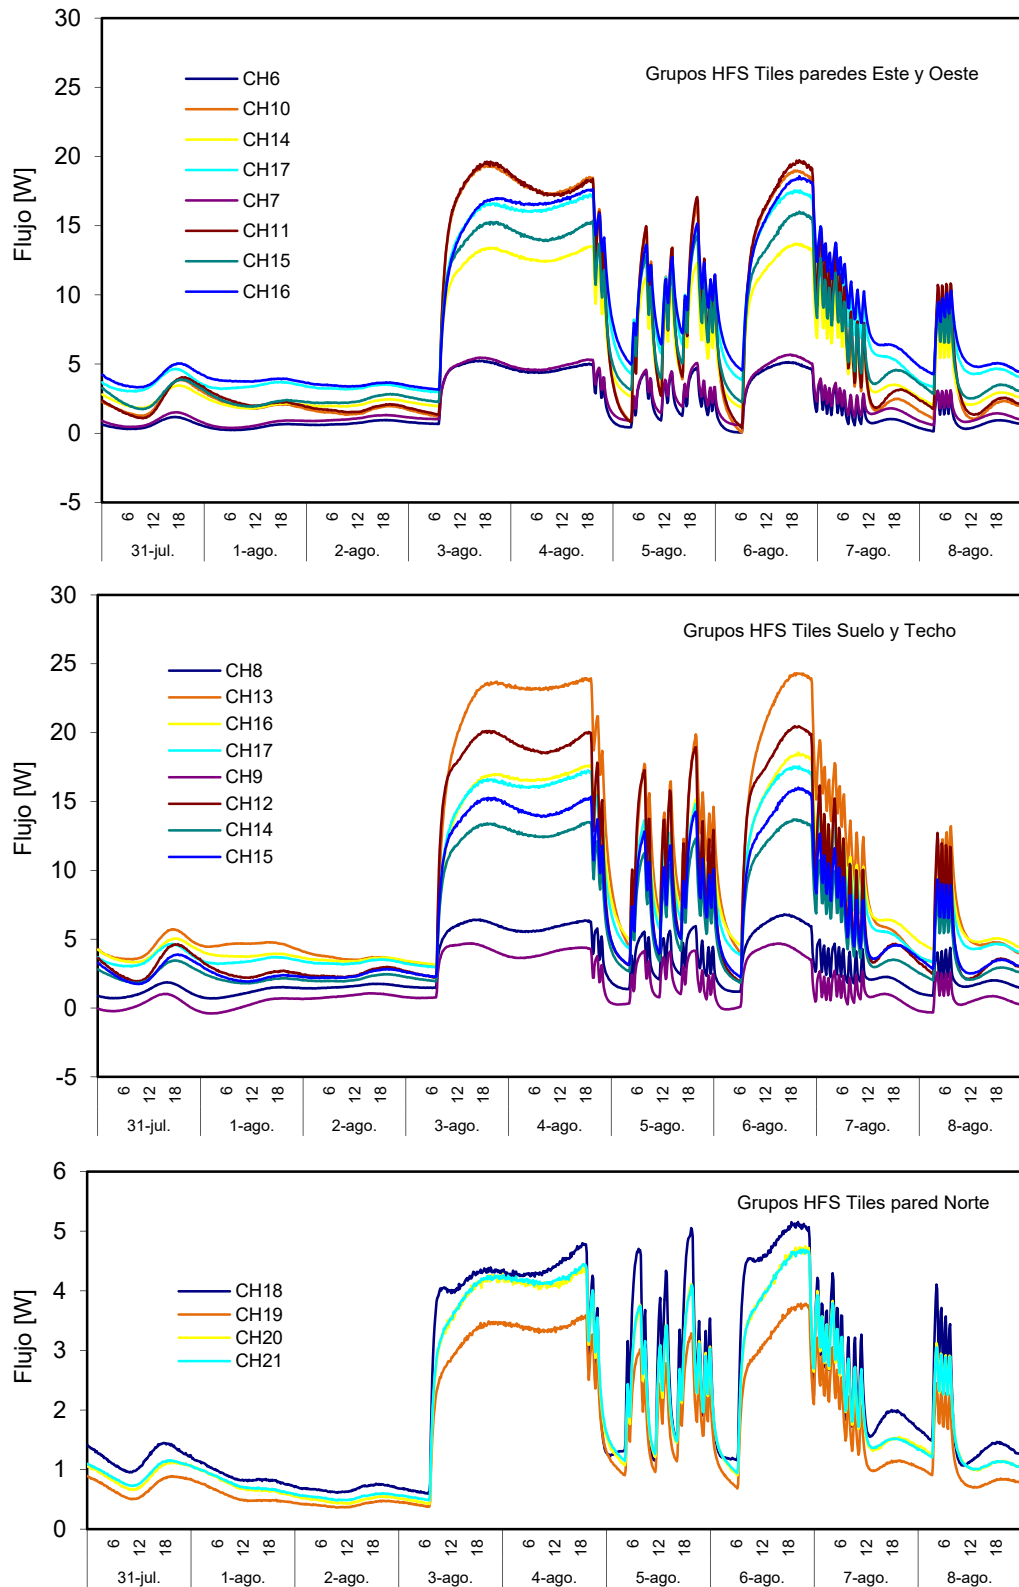 30
Grupos HFS Tiles paredes Este y Oeste
CH6
25
CH10
CH14
20
CH17
CH7
15
CH11
CH15
10
CH16
5
0
-5
Flujo [W]
6 12 18 6 12 18 6 12 18 6 12 18 6 12 18 6 12 18 6 12 18 6 12 18 6 12 18
31-jul. 1-ago. 2-ago. 3-ago. 4-ago. 5-ago. 6-ago. 7-ago. 8-ago.
30
Grupos HFS Tiles Suelo y Techo
25
CH8
CH13
20
CH16
CH17
15
CH9
CH12
10
CH14
CH15
5
0
-5
Flujo [W]
6 12 18 6 12 18 6 12 18 6 12 18 6 12 18 6 12 18 6 12 18 6 12 18 6 12 18
31-jul. 1-ago. 2-ago. 3-ago. 4-ago. 5-ago. 6-ago. 7-ago. 8-ago.
6
Grupos HFS Tiles pared Norte
5
4
CH18
CH19
CH20
CH21
3
2
1
0
Flujo [W]
6 12 18 6 12 18 6 12 18 6 12 18 6 12 18 6 12 18 6 12 18 6 12 18 6 12 18
31-jul. 1-ago. 2-ago. 3-ago. 4-ago. 5-ago. 6-ago. 7-ago. 8-ago.